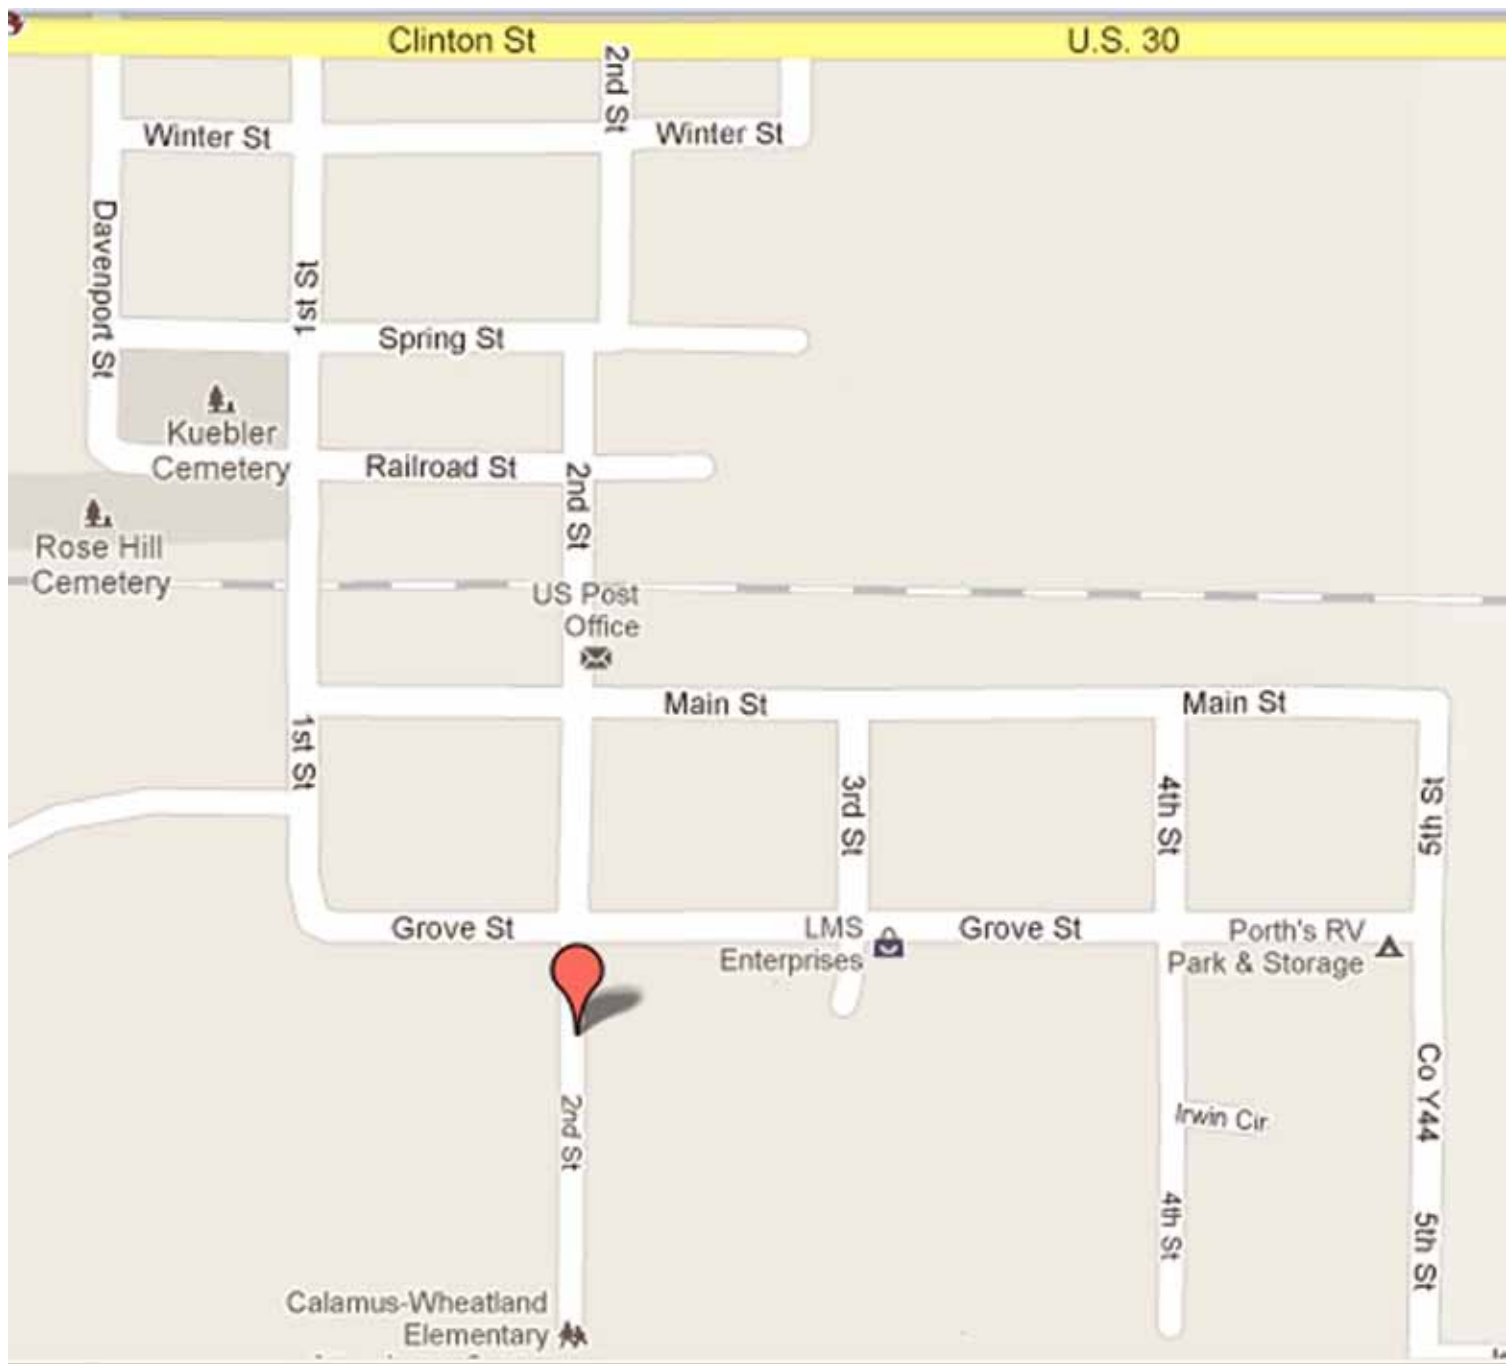 Clinton St
U.S. 30
2nd St
Winter St
Winter St
Davenport St
1st St
Spring St
Kuebler
Cemetery
Railroad St
2nd St
Rose Hill
Cemetery
US Post
Office
Main St
Main St
1st St
3rd St
4th St
5th St
Grove St
LMS
Enterprises
Grove St
Porth's RV
Park & Storage
Co Y44
2nd St
Irwin Cir
4th St
5th St
Calamus-Wheatland
Elementary